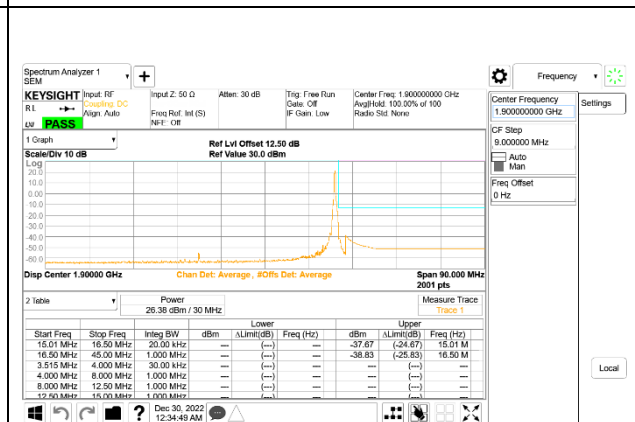 Spectrum Analyzer 1
SEM
+
Frequency
Settings
KEYSIGHT
R L
PASS
Input: RF
Coupling: DC
Align: Auto
Input Z: 50 Ω
Freq Ref: Int (S)
NFE: Off
Atten: 30 dB
Trig: Free Run
Gate: Off
IF Gain: Low
Center Freq: 1.900000000 GHz
Avg|Hold: 100.00% of 100
Radio Std: None
Center Frequency
1.900000000 GHz
CF Step
9.000000 MHz
Auto
Man
Freq Offset
0 Hz
1 Graph
Scale/Div 10 dB
Ref Lvl Offset 12.50 dB
Ref Value 30.0 dBm
Log
20.0
10.0
0.00
-10.0
-20.0
-30.0
-40.0
-50.0
-60.0
Disp Center 1.90000 GHz
Chan Det: Average, #Offs Det: Average
Span 90.000 MHz
2001 pts
2 Table
Power
26.38 dBm / 30 MHz
Measure Trace
Trace 1
Lower Upper
Start Freq Stop Freq Integ BW dBm ΔLimit(dB) Freq (Hz) dBm ΔLimit(dB) Freq (Hz)
15.01 MHz 16.50 MHz 20.00 kHz --- (---) --- -37.67 (-24.67) 15.01 M
16.50 MHz 45.00 MHz 1.000 MHz --- (---) --- -38.83 (-25.83) 16.50 M
3.515 MHz 4.000 MHz 30.00 kHz --- (---) --- --- (---) ---
4.000 MHz 8.000 MHz 1.000 MHz --- (---) --- --- (---) ---
8.000 MHz 12.50 MHz 1.000 MHz --- (---) --- --- (---) ---
12.50 MHz 15.00 MHz 1.000 MHz --- (---) --- --- (---) ---
Local
?
Dec 30, 2022
12:34:49 AM